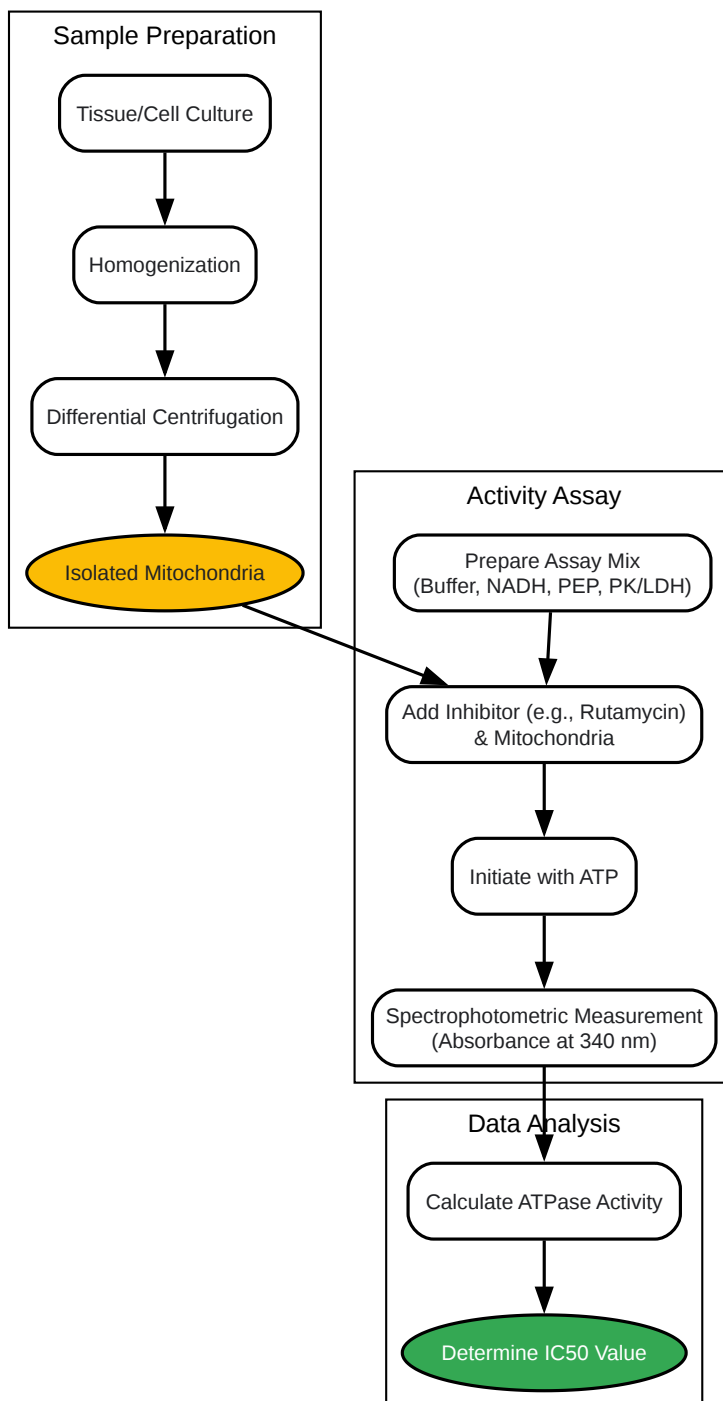 Sample Preparation
Tissue/Cell Culture
Homogenization
Differential Centrifugation
Isolated Mitochondria
Activity Assay
Prepare Assay Mix
(Buffer, NADH, PEP, PK/LDH)
Add Inhibitor (e.g., Rutamycin)
& Mitochondria
Initiate with ATP
Spectrophotometric Measurement
(Absorbance at 340 nm)
Data Analysis
Calculate ATPase Activity
Determine IC50 Value